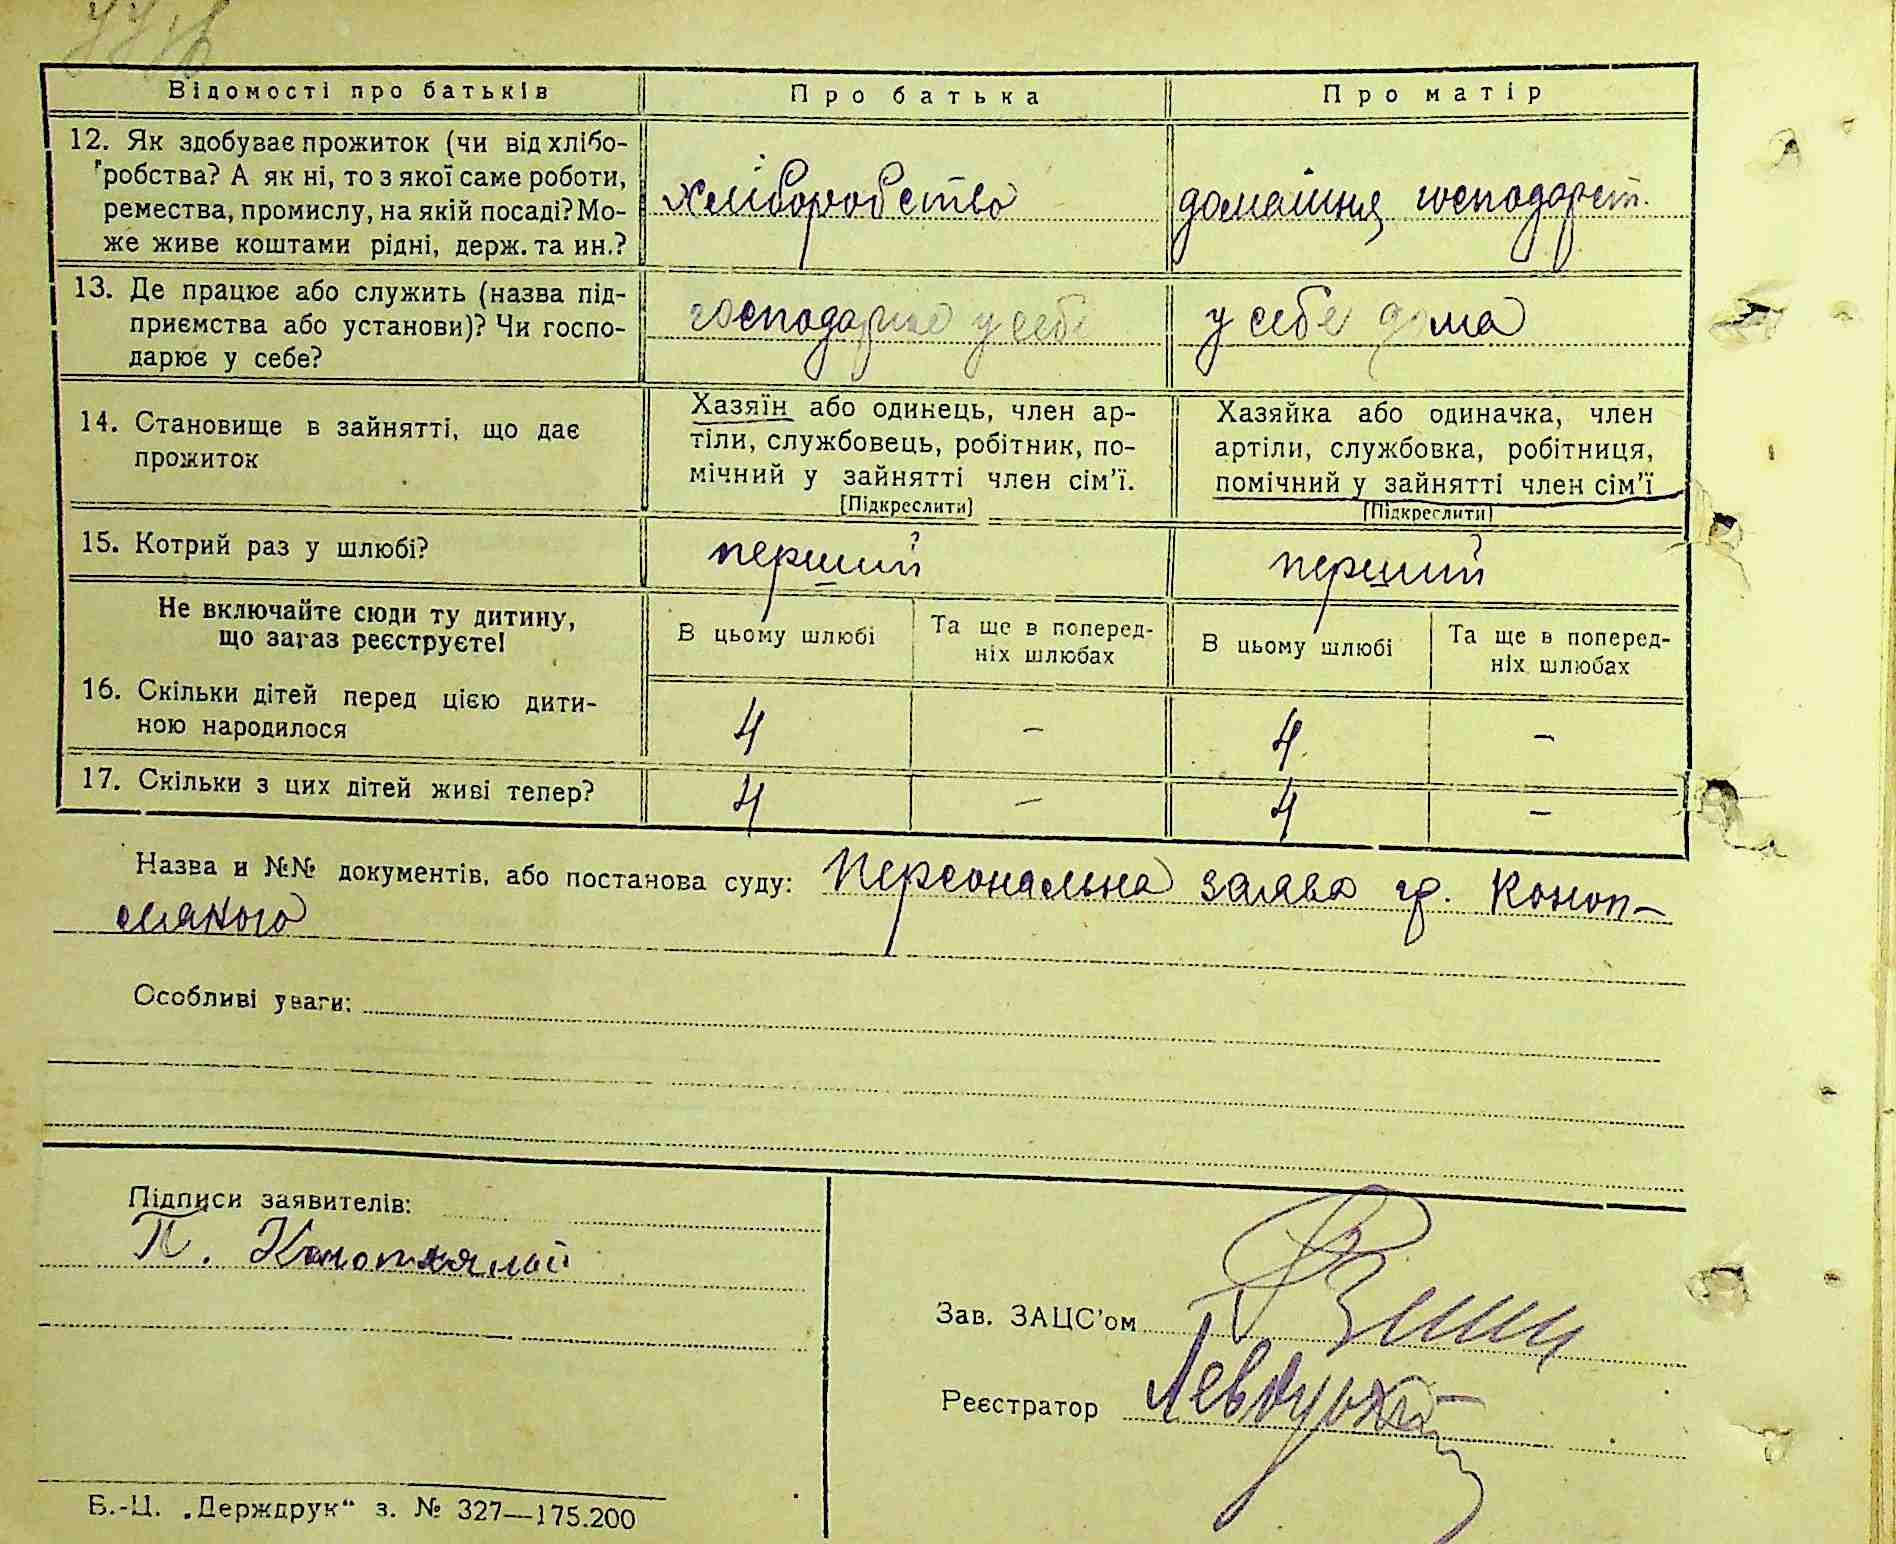 Відомості про батьків
Про батька
Про матір
12. Як здобуває прожиток (чи від хлібо-
робства? А як ні, то з якої саме роботи,
ремества, промислу, на якій посаді? Мо-
же живе коштами рідні, держ. та ин.?
хліборобство
домашня господарст.
13. Де працює або служить (назва під-
приємства або установи)? Чи госпо-
дарює у себе?
господарює у себе
у себе дома
14. Становище в зайнятті, що дає
прожиток
Хазяїн або одинець, член ар-
тіли, службовець, робітник, по-
мічний у зайнятті член сім'ї.
[Підкреслити]
Хазяйка або одиначка, член
артіли, службовка, робітниця,
помічний у зайнятті член сім'ї
[Підкреслити]
15. Котрий раз у шлюбі?
перший
перший
Не включайте сюди ту дитину,
що загаз реєструєте!
В цьому шлюбі
Та ще в поперед-
ніх шлюбах
В цьому шлюбі
Та ще в поперед-
ніх шлюбах
16. Скільки дітей перед цією дити-
ною народилося
4
–
4
–
17. Скільки з цих дітей живі тепер?
4
–
4
–
Назва и №№ документів, або постанова суду: Персональна заява гр. Коноп-
ляного
Особливі уваги:
Підписи заявителів:
П.
Зав. ЗАЦС'ом
Реєстратор
Б.-Ц. „Держдрук“ з. № 327—175.200